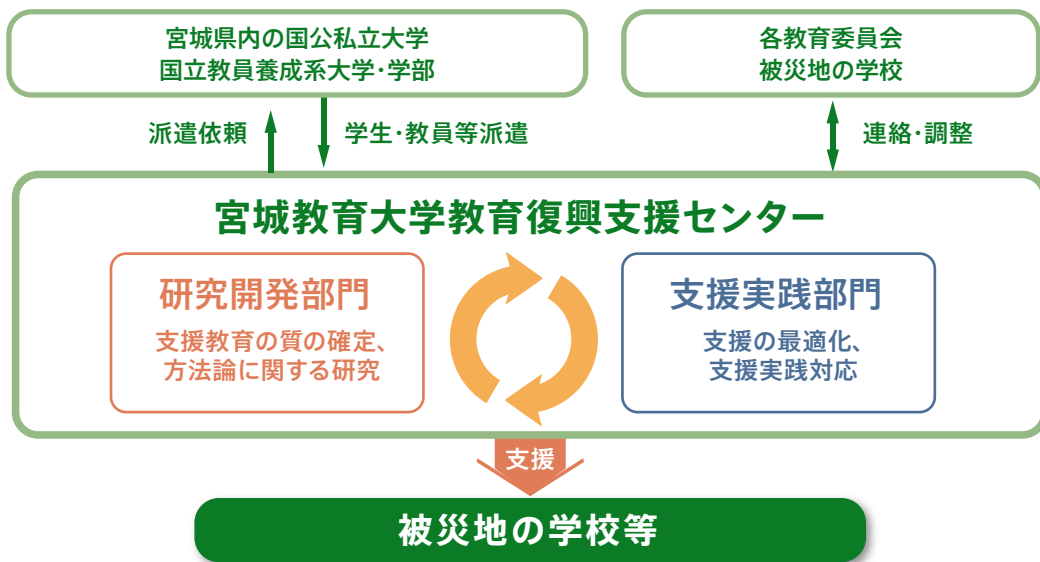 宮城県内の国公私立大学
国立教員養成系大学・学部
各教育委員会
被災地の学校
派遣依頼
学生・教員等派遣
連絡・調整
宮城教育大学教育復興支援センター
研究開発部門
支援教育の質の確定、
方法論に関する研究
支援実践部門
支援の最適化、
支援実践対応
支援
被災地の学校等